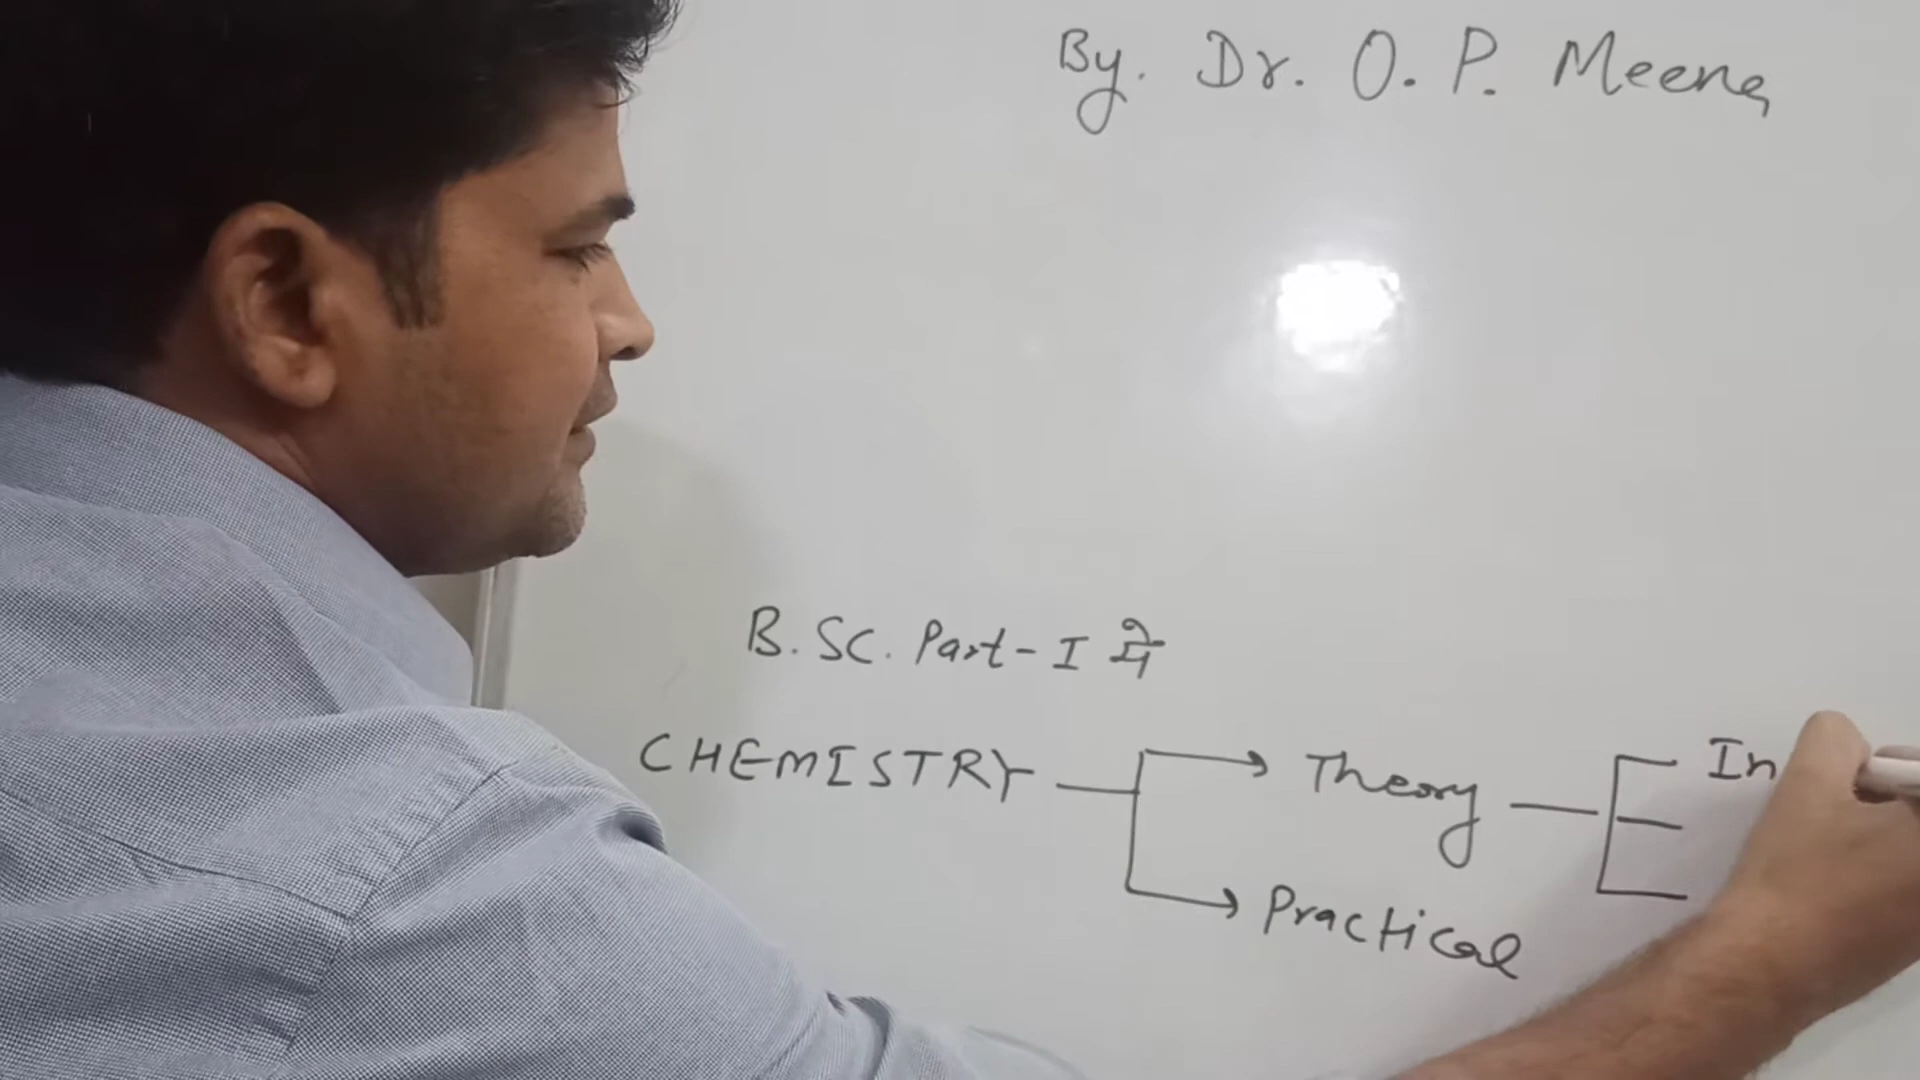 By. Dr. O. P. Meena
B. SC. Part-I में
CHEMISTRY
Theory
In
Practical